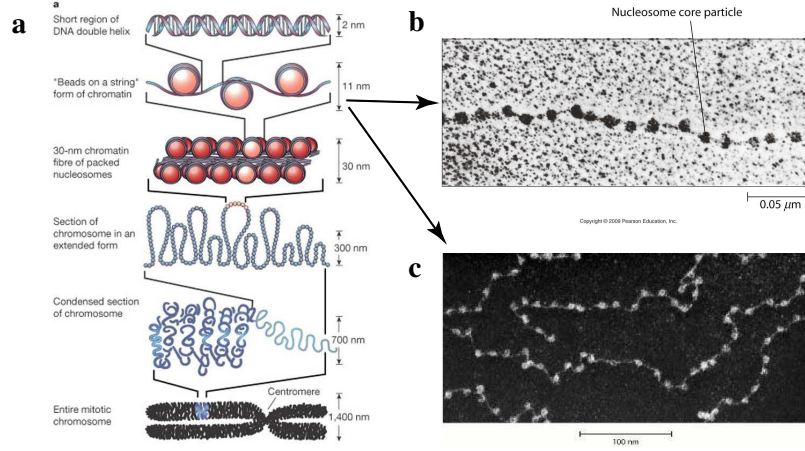 a
a
Short region of
DNA double helix
2 nm
"Beads on a string"
form of chromatin
11 nm
30-nm chromatin
fibre of packed
nucleosomes
30 nm
Section of
chromosome in an
extended form
300 nm
Condensed section
of chromosome
700 nm
Entire mitotic
chromosome
Centromere
1,400 nm
b
Nucleosome core particle
0.05 μm
Copyright © 2009 Pearson Education, Inc.
c
100 nm